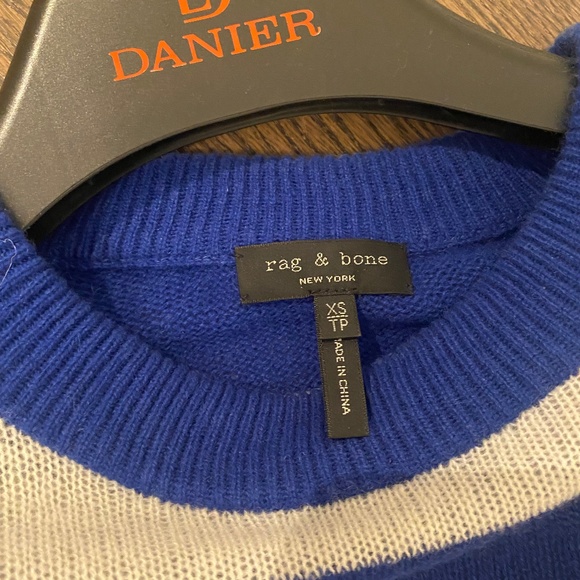 DANIER
rag & bone
NEW YORK
XS
TP
MADE IN CHINA